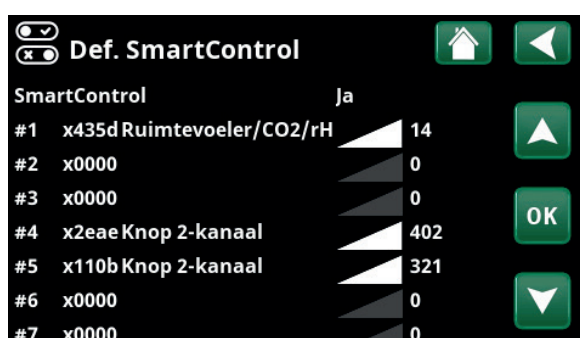 Def. SmartControl
SmartControl Ja
#1 x435d Ruimtevoeler/CO2/rH 14
#2 x0000 0
#3 x0000 0
#4 x2eae Knop 2-kanaal 402
OK
#5 x110b Knop 2-kanaal 321
#6 x0000 0
#7 x0000 0